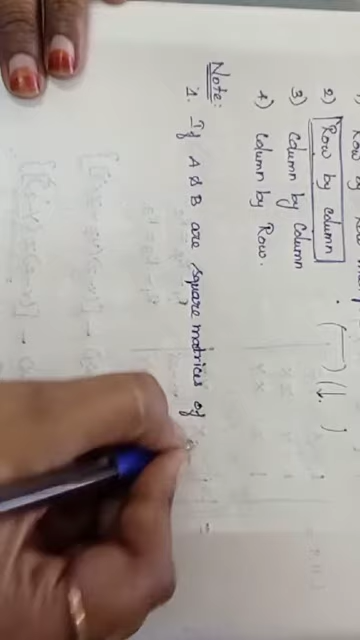 2) Row by column
3) Column by Column
4) Column by Row.
Note:
1. If A & B are square matrices of